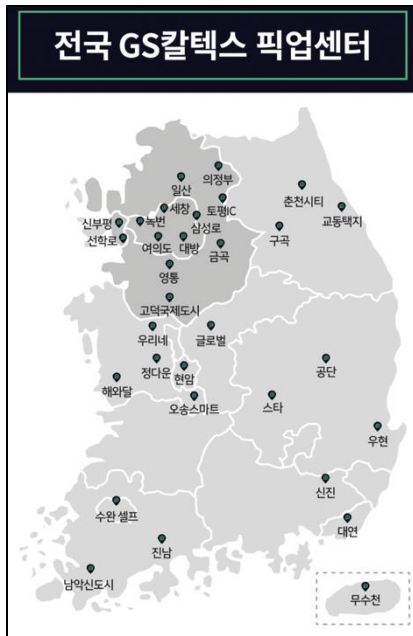 전국 GS칼텍스 픽업센터
의정부
일산
토평IC
세창
춘천시티
교동택지
신부평
녹번
삼성로
구곡
선학로
여의도
대방
금곡
영통
고덕국제도시
우리네
글로벌
정다운
현암
공단
해와달
오송스마트
스타
우현
신진
수완 셀프
대연
진남
남악신도시
무수천